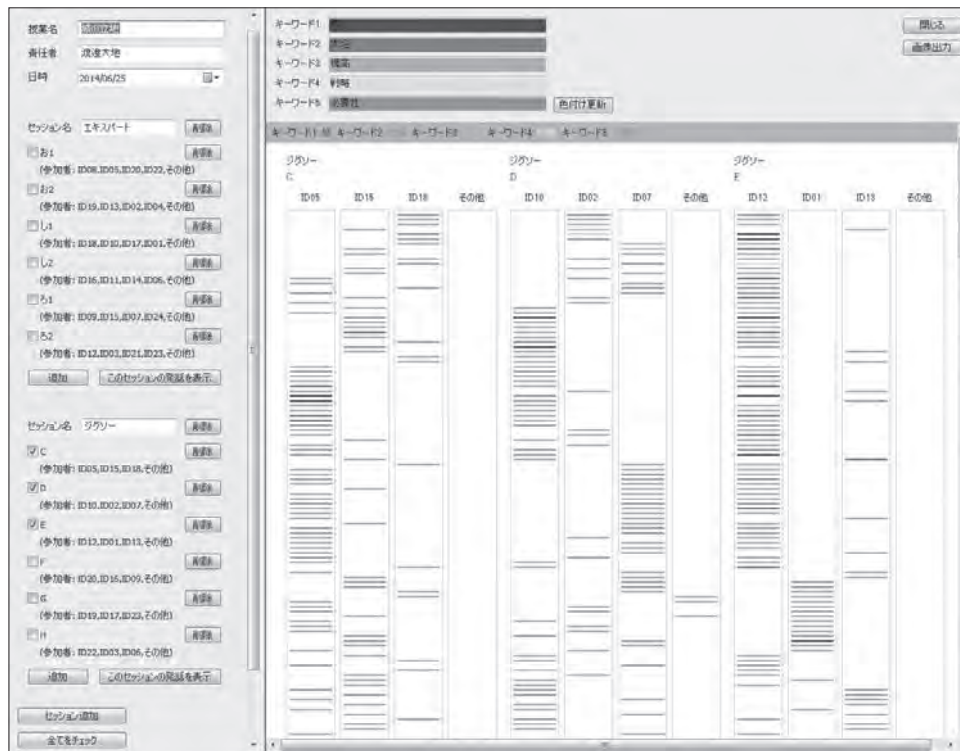 授業名
責任者 渡邊大地
日時 2014/06/25
セッション名 エキスパート 削除
お1 削除
(参加者: ID08,ID05,ID20,ID22,その他)
お2 削除
(参加者: ID19,ID13,ID02,ID04,その他)
し1 削除
(参加者: ID18,ID10,ID17,ID01,その他)
し2 削除
(参加者: ID16,ID11,ID14,ID06,その他)
ろ1 削除
(参加者: ID09,ID15,ID07,ID24,その他)
ろ2 削除
(参加者: ID12,ID03,ID21,ID23,その他)
追加 このセッションの発話を表示
セッション名 ジグソー 削除
C 削除
(参加者: ID05,ID15,ID18,その他)
D 削除
(参加者: ID10,ID02,ID07,その他)
E 削除
(参加者: ID12,ID01,ID13,その他)
F 削除
(参加者: ID20,ID16,ID09,その他)
G 削除
(参加者: ID19,ID17,ID23,その他)
H 削除
(参加者: ID22,ID03,ID06,その他)
追加 このセッションの発話を表示
セッション追加
全てをチェック
キーワード1
キーワード2
キーワード3
キーワード4 戦略
キーワード5 必要性 色付け更新
閉じる
画像出力
キーワード1 キーワード2 キーワード3 キーワード4 キーワード5
ジグソー ジグソー ジグソー
C D E
ID05 ID15 ID18 その他 ID10 ID02 ID07 その他 ID12 ID01 ID13 その他